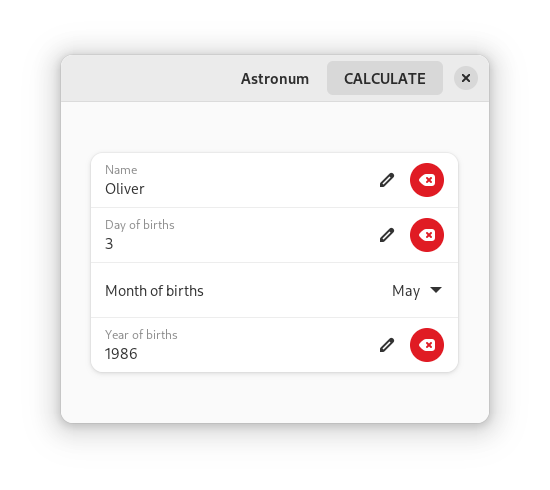 Astronum
CALCULATE
Name
Oliver
Day of births
3
Month of births
May
Year of births
1986